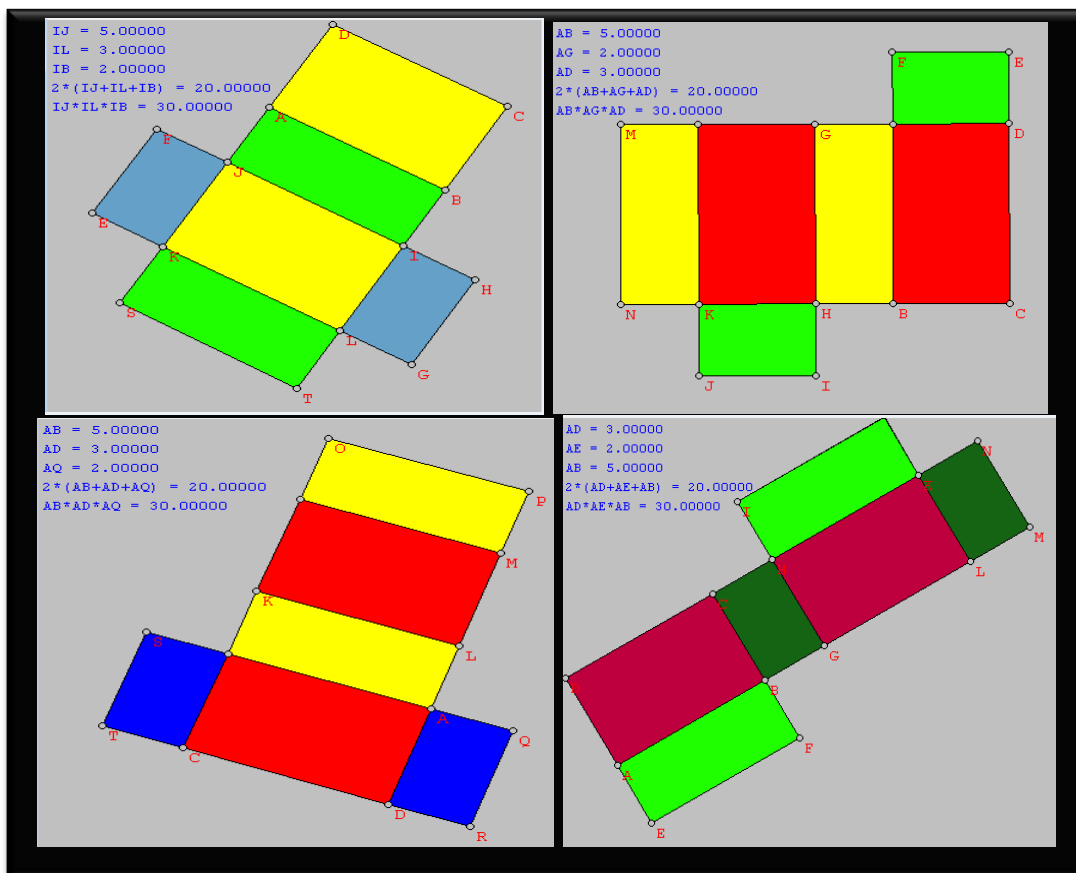 IJ = 5.00000
IL = 3.00000
IB = 2.00000
2*(IJ+IL+IB) = 20.00000
IJ*IL*IB = 30.00000
D
C
A
B
F
J
E
K
I
H
S
L
G
T
AB = 5.00000
AG = 2.00000
AD = 3.00000
2*(AB+AG+AD) = 20.00000
AB*AG*AD = 30.00000
F
E
M
G
D
N
K
H
B
C
J
I
AB = 5.00000
AD = 3.00000
AQ = 2.00000
2*(AB+AD+AQ) = 20.00000
AB*AD*AQ = 30.00000
O
P
M
K
S
L
A
T
C
Q
D
R
AD = 3.00000
AE = 2.00000
AB = 5.00000
2*(AD+AE+AB) = 20.00000
AD*AE*AB = 30.00000
N
I
M
L
C
G
B
F
A
E